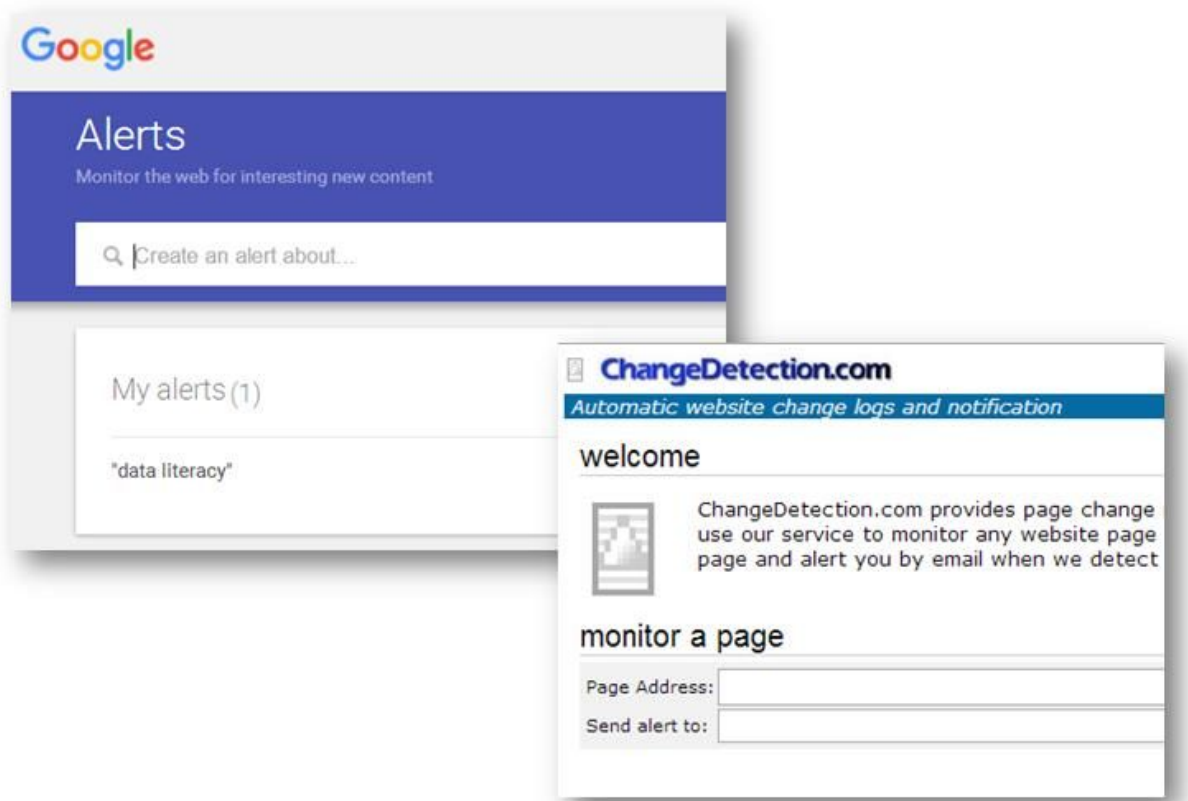 Google
Alerts
Monitor the web for interesting new content
Create an alert about...
My alerts (1)
"data literacy"
ChangeDetection.com
Automatic website change logs and notification
welcome
ChangeDetection.com provides page change
use our service to monitor any website page
page and alert you by email when we detect
monitor a page
Page Address:
Send alert to: